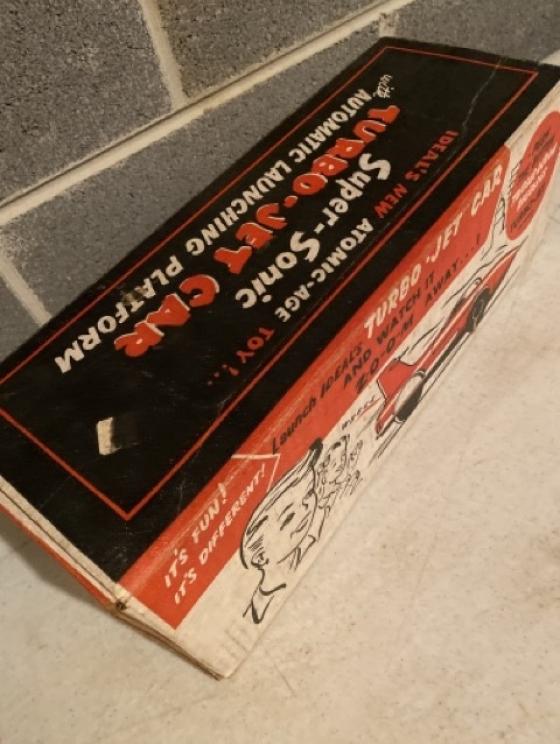 IDEAL'S NEW ATOMIC-AGE TOY!...
Super-Sonic
TURBO-JET CAR
with AUTOMATIC LAUNCHING PLATFORM
IT'S FUN!
IT'S DIFFERENT!
Launch IDEAL'S TURBO-JET CAR
AND WATCH IT
Z-O-O-M AWAY...!